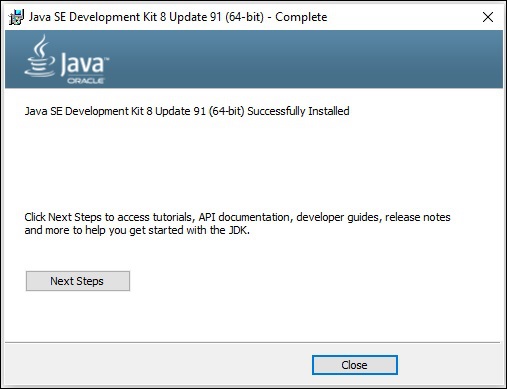 Java SE Development Kit 8 Update 91 (64-bit) - Complete
Java™
ORACLE
Java SE Development Kit 8 Update 91 (64-bit) Successfully Installed
Click Next Steps to access tutorials, API documentation, developer guides, release notes
and more to help you get started with the JDK.
Next Steps
Close